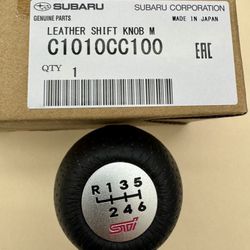 SUBARU
SUBARU CORPORATION
GENUINE PARTS
MADE IN JAPAN
LEATHER SHIFT KNOB M
C1010CC100
EAC
QTY 1
R 1 3 5
2 4 6
STI